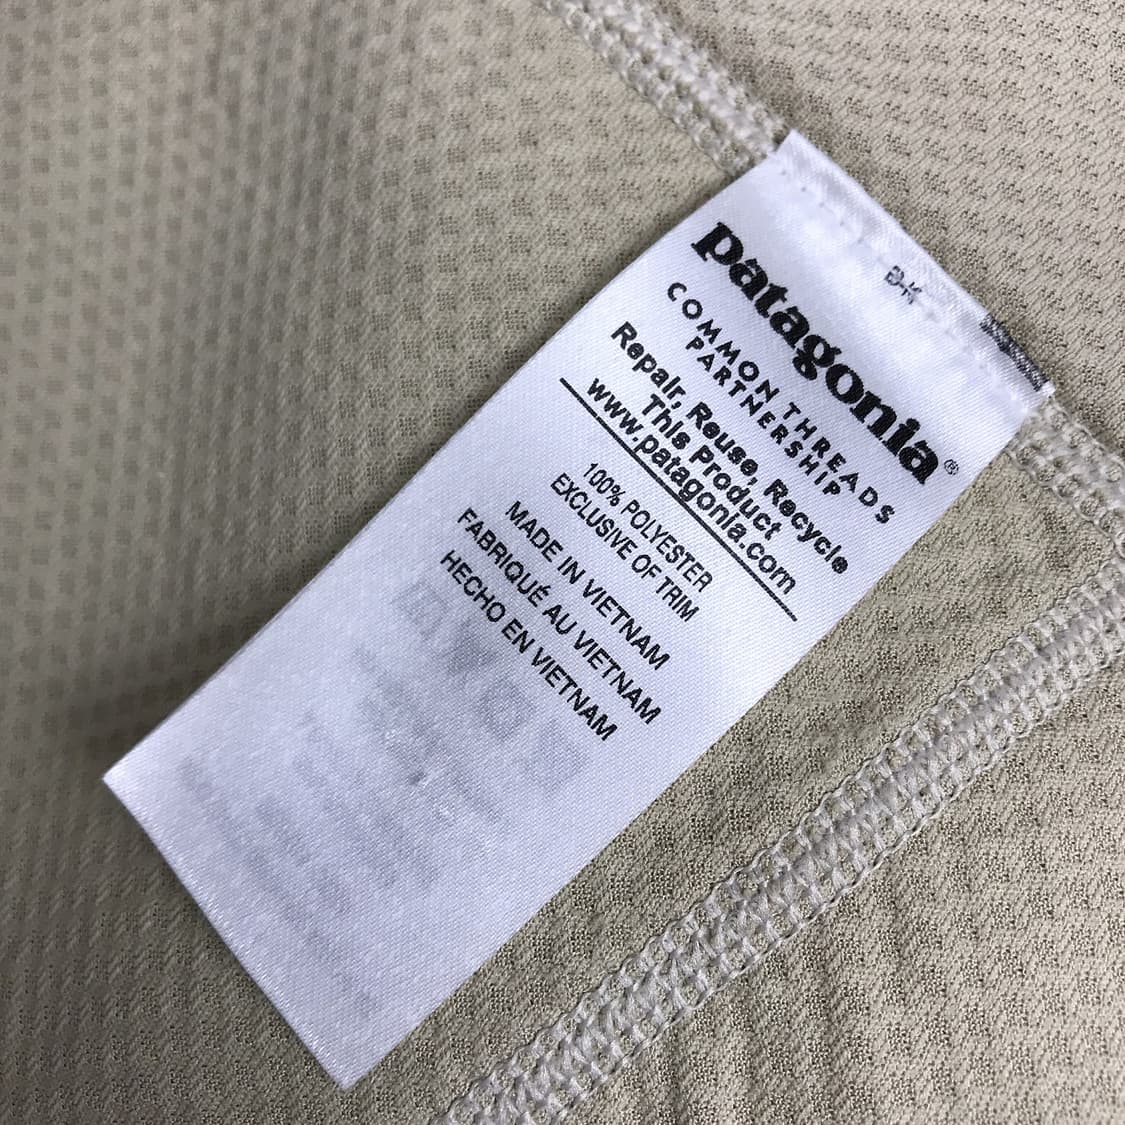 B-K
patagonia®
COMMON THREADS
PARTNERSHIP
Repair, Reuse, Recycle
This Product
www.patagonia.com
100% POLYESTER
EXCLUSIVE OF TRIM
MADE IN VIETNAM
FABRIQUÉ AU VIETNAM
HECHO EN VIETNAM